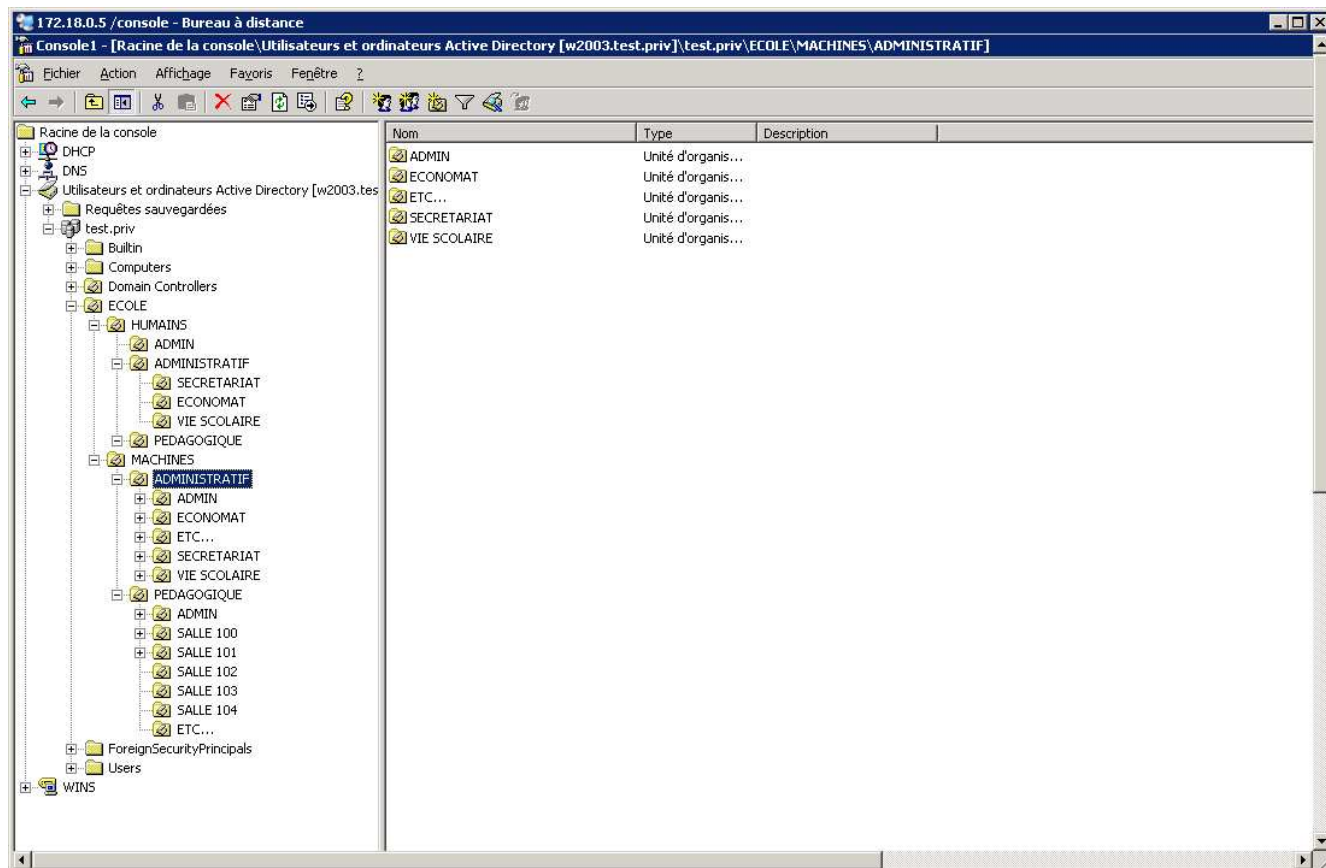 172.18.0.5 /console - Bureau à distance
Console1 - [Racine de la console\Utilisateurs et ordinateurs Active Directory [w2003.test.priv]\test.priv\ECOLE\MACHINES\ADMINISTRATIF]
Fichier Action Affichage Favoris Fenêtre ?
Racine de la console
DHCP
DNS
Utilisateurs et ordinateurs Active Directory [w2003.tes
Requêtes sauvegardées
test.priv
Builtin
Computers
Domain Controllers
ECOLE
HUMAINS
ADMIN
ADMINISTRATIF
SECRETARIAT
ECONOMAT
VIE SCOLAIRE
PEDAGOGIQUE
MACHINES
ADMINISTRATIF
ADMIN
ECONOMAT
ETC...
SECRETARIAT
VIE SCOLAIRE
PEDAGOGIQUE
ADMIN
SALLE 100
SALLE 101
SALLE 102
SALLE 103
SALLE 104
ETC...
ForeignSecurityPrincipals
Users
WINS
Nom Type Description
ADMIN Unité d'organis...
ECONOMAT Unité d'organis...
ETC... Unité d'organis...
SECRETARIAT Unité d'organis...
VIE SCOLAIRE Unité d'organis...